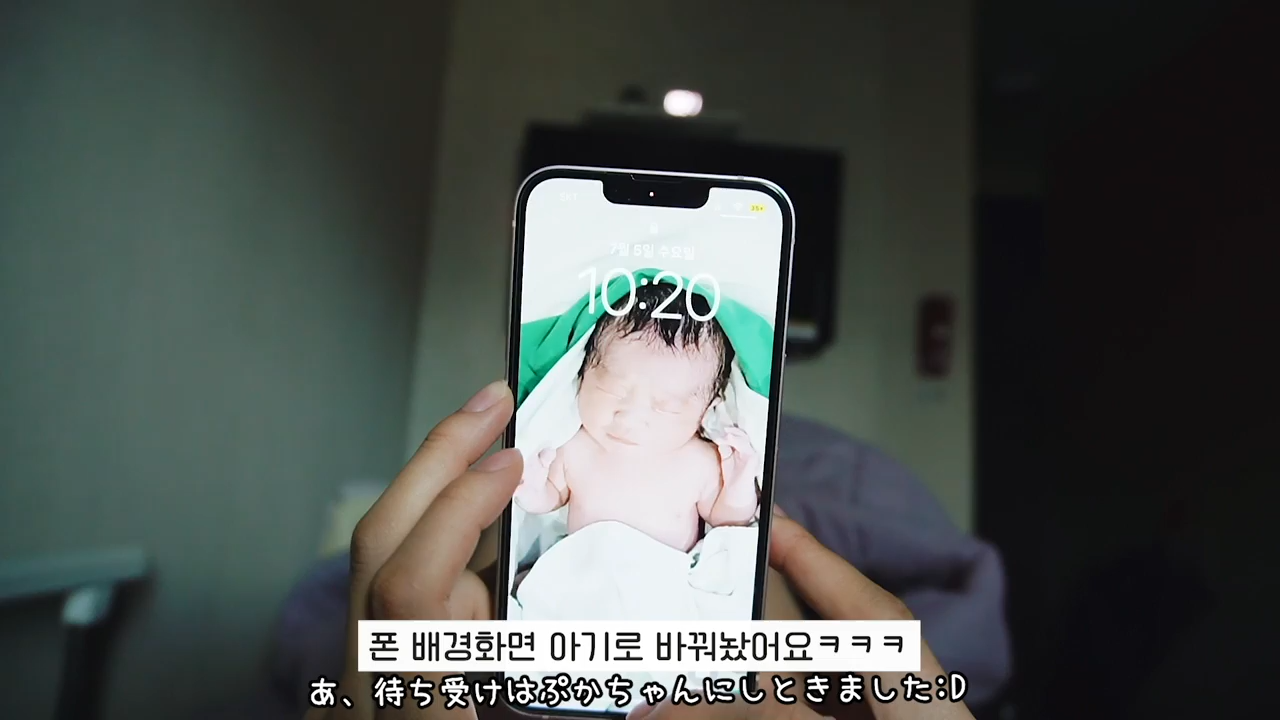 7월 5일 수요일
10:20
폰 배경화면 아기로 바꿔놨어요ㅋㅋㅋ
あ、待ち受けはぷかちゃんにしときました:D